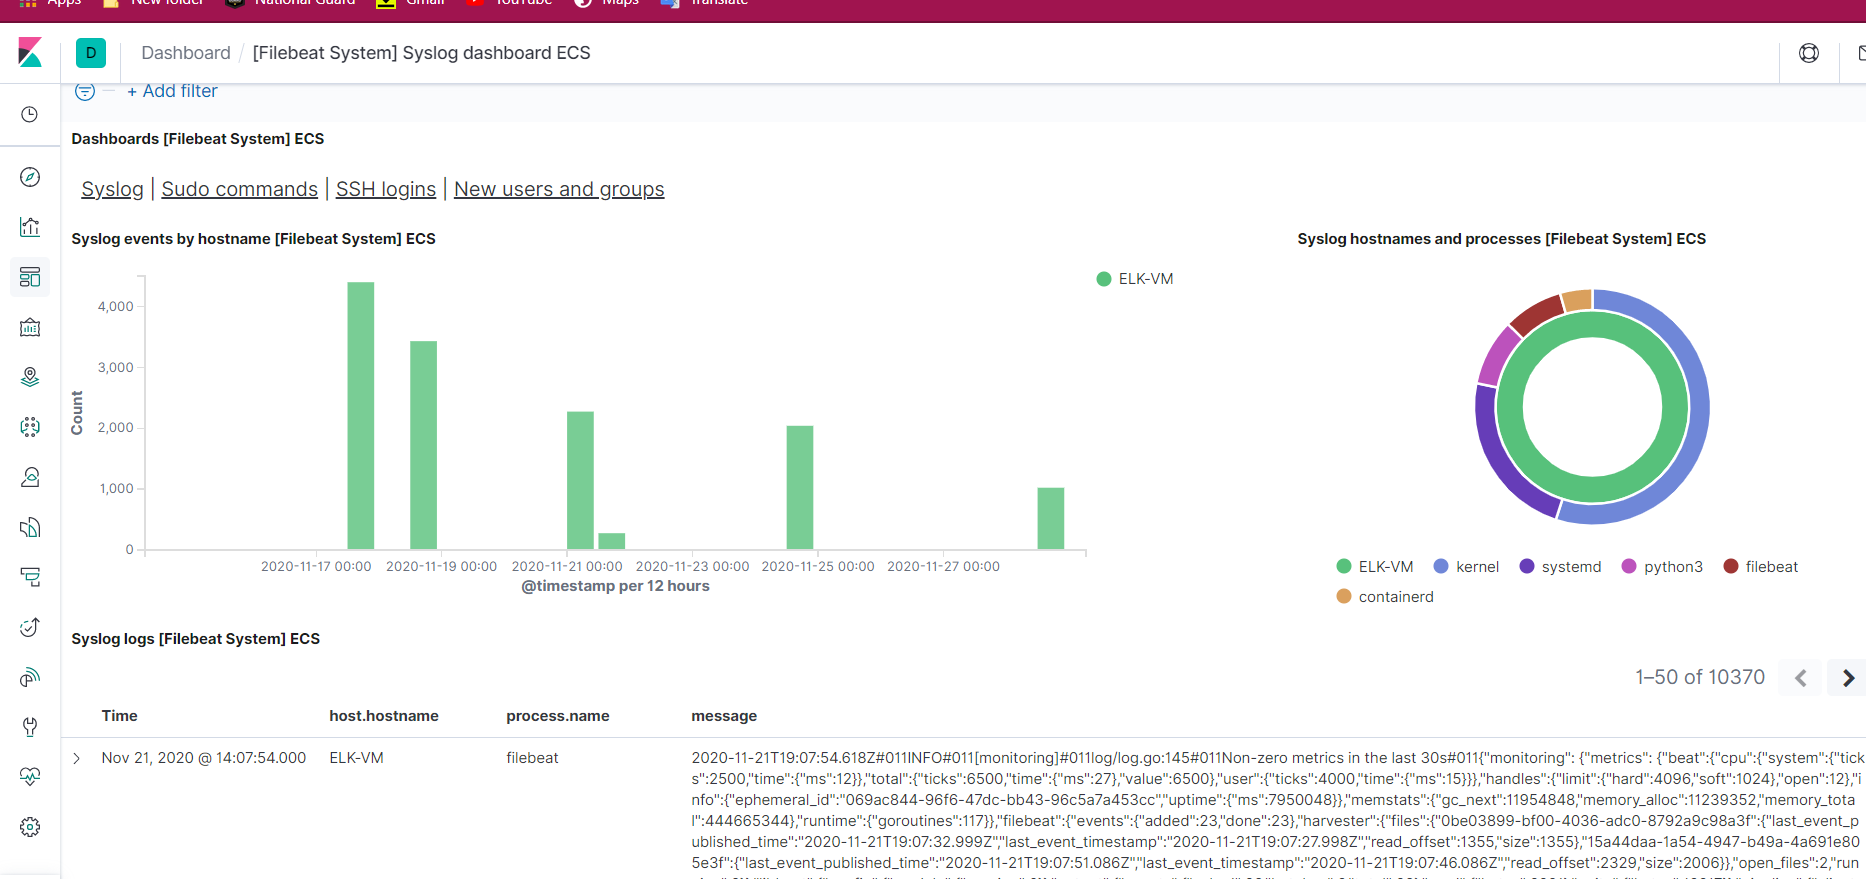 Apps New folder National Guard Gmail YouTube Maps Translate
D Dashboard / [Filebeat System] Syslog dashboard ECS
+ Add filter
Dashboards [Filebeat System] ECS
Syslog | Sudo commands | SSH logins | New users and groups
Syslog events by hostname [Filebeat System] ECS
ELK-VM
4,000
3,000
2,000
1,000
0
Count
2020-11-17 00:00 2020-11-19 00:00 2020-11-21 00:00 2020-11-23 00:00 2020-11-25 00:00 2020-11-27 00:00
@timestamp per 12 hours
Syslog hostnames and processes [Filebeat System] ECS
ELK-VM kernel systemd python3 filebeat
containerd
Syslog logs [Filebeat System] ECS
1–50 of 10370
Time host.hostname process.name message
Nov 21, 2020 @ 14:07:54.000 ELK-VM filebeat 2020-11-21T19:07:54.618Z#011INFO#011[monitoring]#011log/log.go:145#011Non-zero metrics in the last 30s#011{"monitoring": {"metrics": {"beat":{"cpu":{"system":{"tick
s":2500,"time":{"ms":12}},"total":{"ticks":6500,"time":{"ms":27},"value":6500},"user":{"ticks":4000,"time":{"ms":15}}},"handles":{"limit":{"hard":4096,"soft":1024},"open":12},"i
nfo":{"ephemeral_id":"069ac844-96f6-47dc-bb43-96c5a7a453cc","uptime":{"ms":7950048}},"memstats":{"gc_next":11954848,"memory_alloc":11239352,"memory_tota
l":444665344},"runtime":{"goroutines":117}},"filebeat":{"events":{"added":23,"done":23},"harvester":{"files":{"0be03899-bf00-4036-adc0-8792a9c98a3f":{"last_event_p
ublished_time":"2020-11-21T19:07:32.999Z","last_event_timestamp":"2020-11-21T19:07:27.998Z","read_offset":1355,"size":1355},"15a44daa-1a54-4947-b49a-4a691e80
5e3f":{"last_event_published_time":"2020-11-21T19:07:51.086Z","last_event_timestamp":"2020-11-21T19:07:46.086Z","read_offset":2329,"size":2006}},"open_files":2,"run